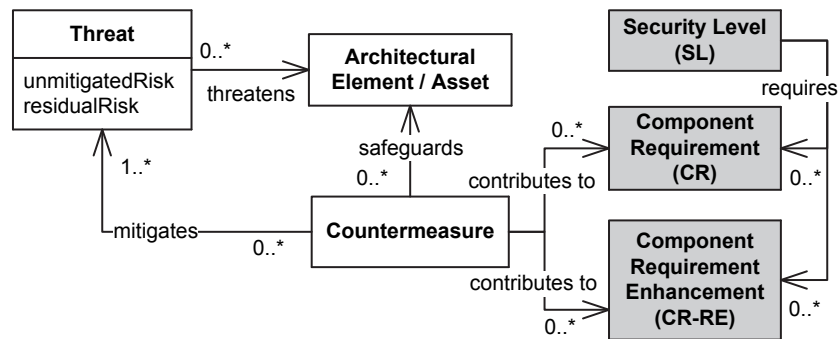 Threat
unmitigatedRisk
residualRisk
0..*
threatens
Architectural
Element / Asset
Security Level
(SL)
requires
safeguards
0..*
0..*
contributes to
Component
Requirement
(CR)
0..*
1..*
mitigates
0..*
Countermeasure
contributes to
0..*
Component
Requirement
Enhancement
(CR-RE)
0..*